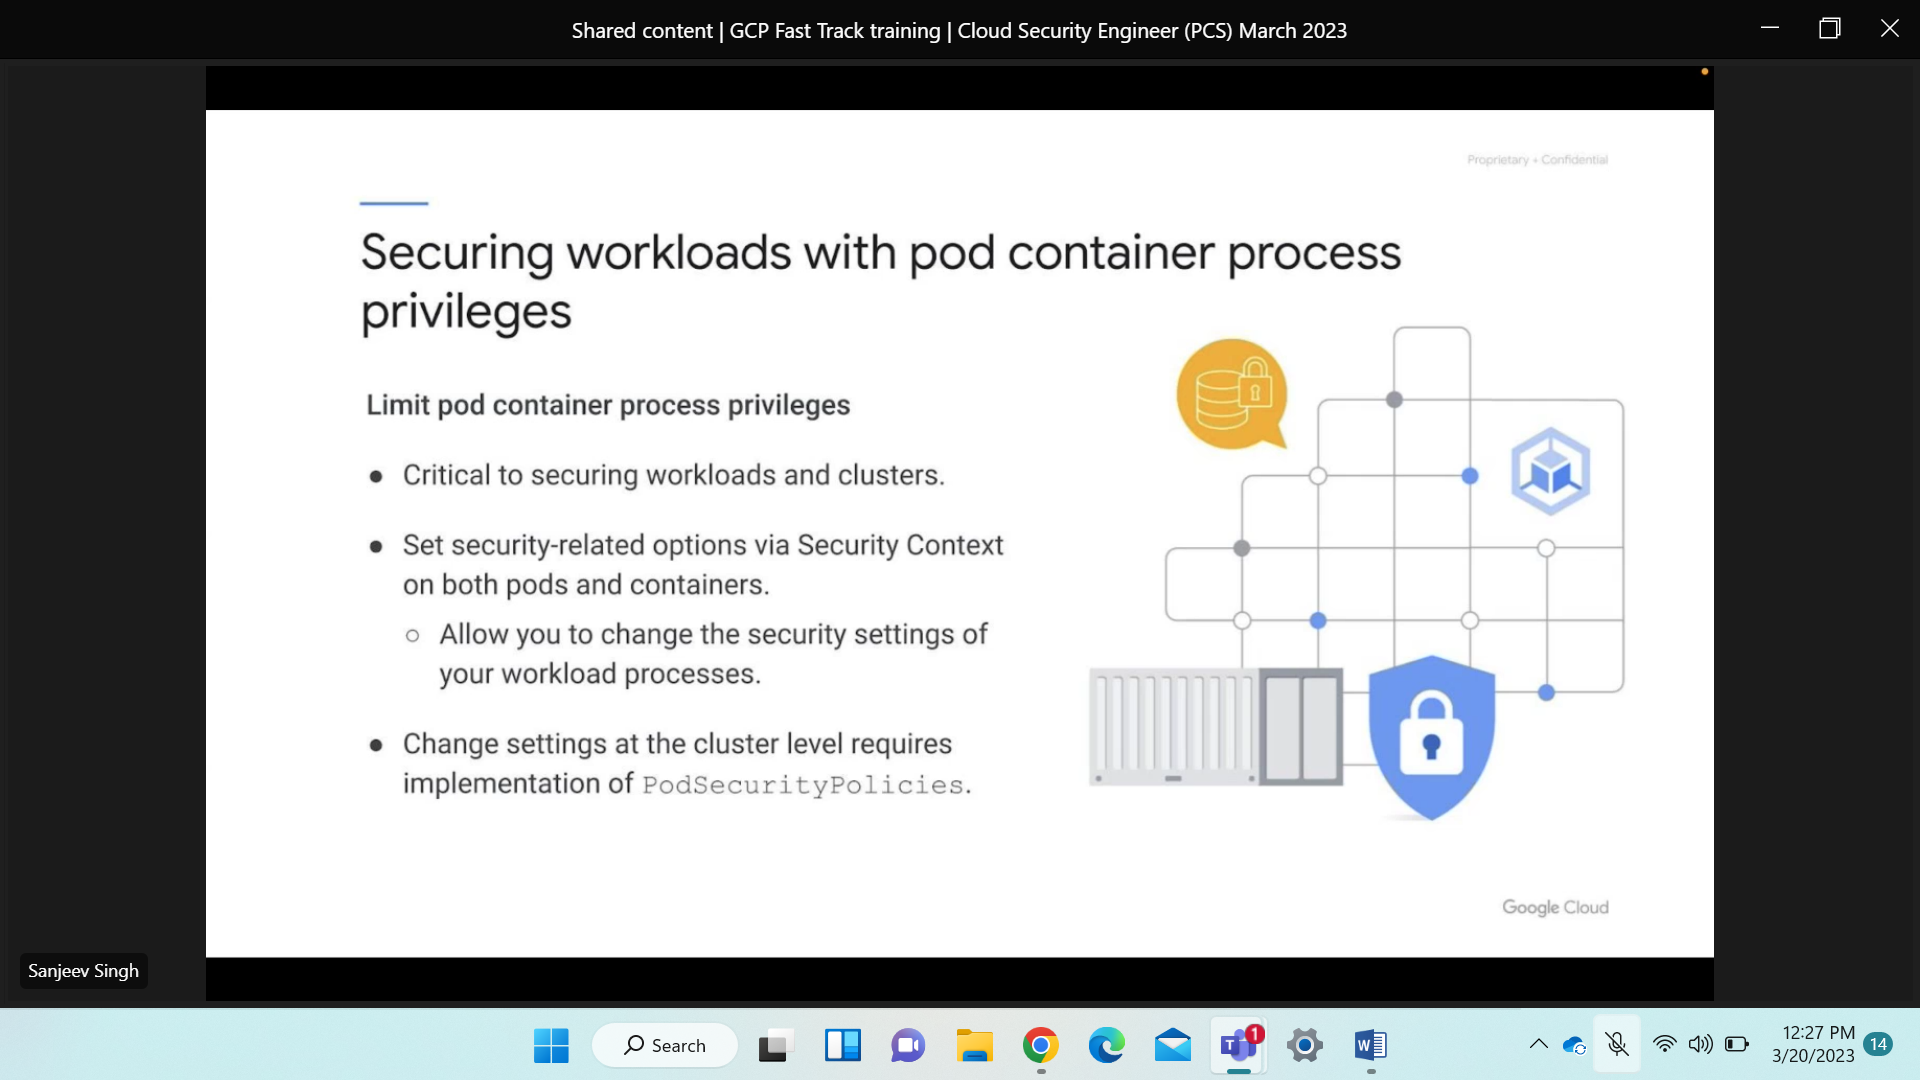 Shared content | GCP Fast Track training | Cloud Security Engineer (PCS) March 2023
Proprietary + Confidential
Securing workloads with pod container process
privileges
Limit pod container process privileges
● Critical to securing workloads and clusters.
● Set security-related options via Security Context
on both pods and containers.
○ Allow you to change the security settings of
your workload processes.
● Change settings at the cluster level requires
implementation of PodSecurityPolicies.
Google Cloud
Sanjeev Singh
Search
T
1
W
12:27 PM
3/20/2023
14